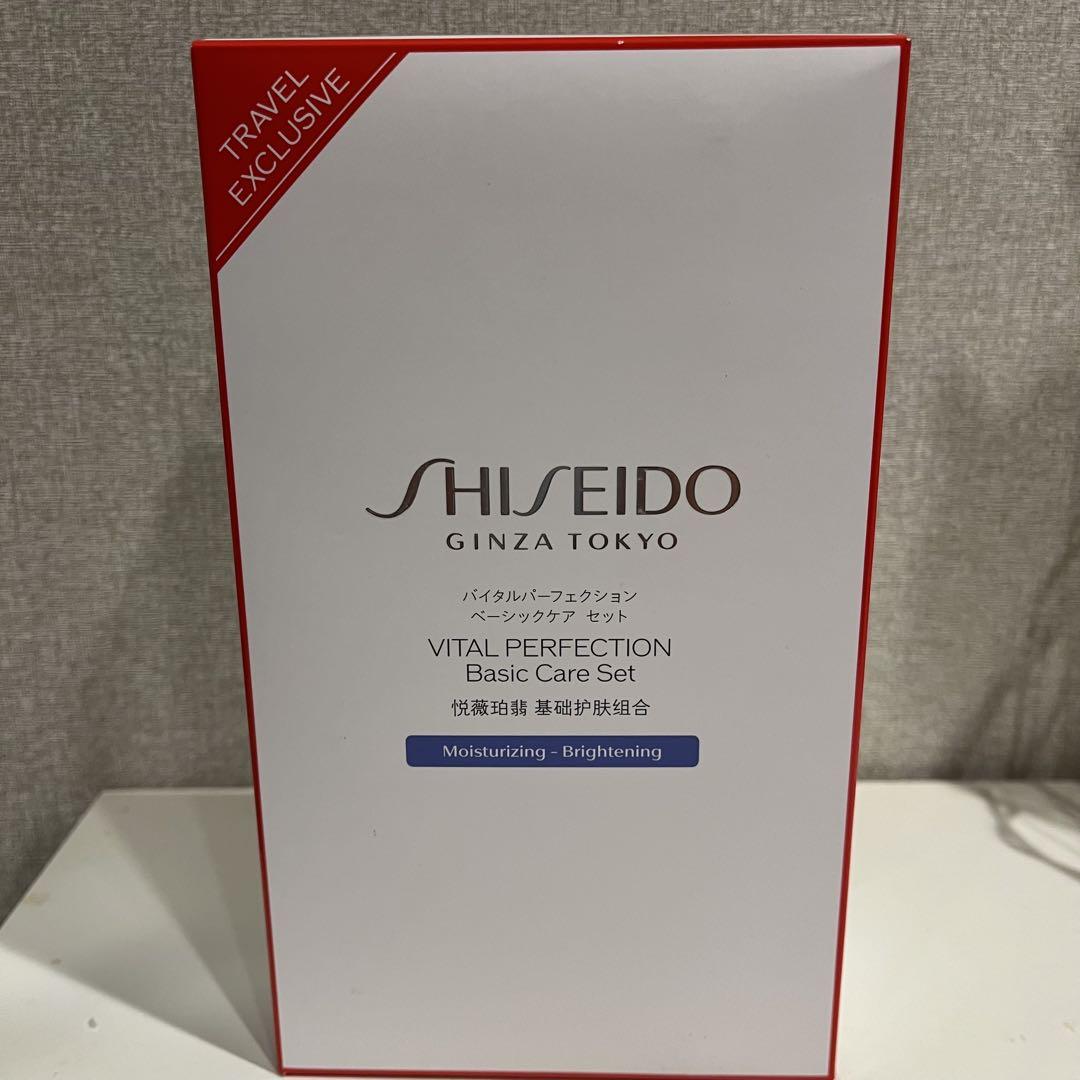 TRAVEL
EXCLUSIVE
SHISEIDO
GINZA TOKYO
バイタルパーフェクション
ベーシックケア セット
VITAL PERFECTION
Basic Care Set
悦薇珀翡 基础护肤组合
Moisturizing - Brightening